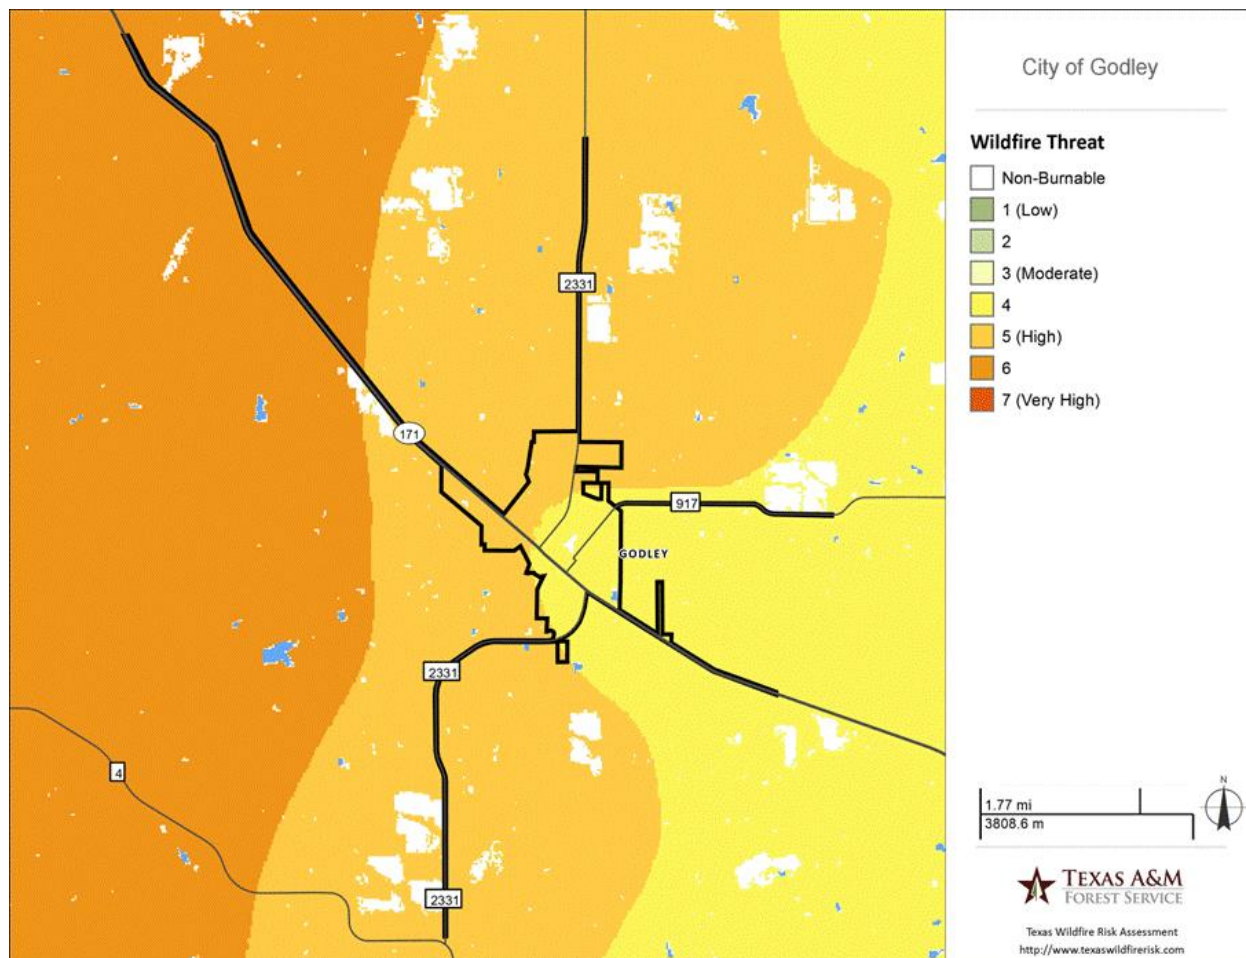 City of Godley
Wildfire Threat
Non-Burnable
1 (Low)
2
3 (Moderate)
4
5 (High)
6
7 (Very High)
2331
171
917
GODLEY
2331
4
2331
N
1.77 mi
3808.6 m
TEXAS A&M
FOREST SERVICE
Texas Wildfire Risk Assessment
http://www.texaswildfirerisk.com